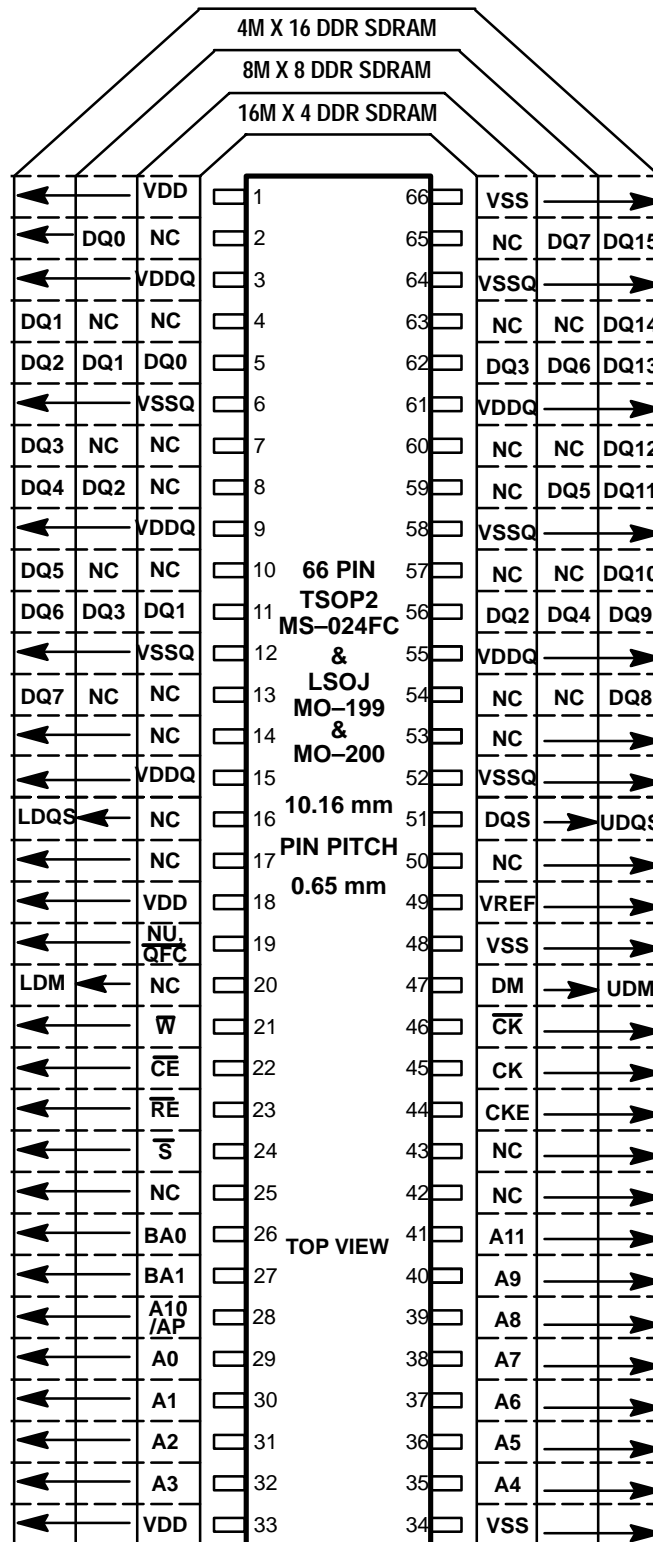 4M X 16 DDR SDRAM
8M X 8 DDR SDRAM
16M X 4 DDR SDRAM
VDD 1 66 VSS
DQ0 NC 2 65 NC DQ7 DQ15
VDDQ 3 64 VSSQ
DQ1 NC NC 4 63 NC NC DQ14
DQ2 DQ1 DQ0 5 62 DQ3 DQ6 DQ13
VSSQ 6 61 VDDQ
DQ3 NC NC 7 60 NC NC DQ12
DQ4 DQ2 NC 8 59 NC DQ5 DQ11
VDDQ 9 58 VSSQ
DQ5 NC NC 10 66 PIN 57 NC NC DQ10
DQ6 DQ3 DQ1 11 TSOP2 56 DQ2 DQ4 DQ9
MS–024FC
VSSQ 12 & 55 VDDQ
LSOJ
DQ7 NC NC 13 MO–199 54 NC NC DQ8
NC 14 & 53 NC
MO–200
VDDQ 15 52 VSSQ
LDQS NC 16 10.16 mm 51 DQS UDQS
NC 17 PIN PITCH 50 NC
VDD 18 0.65 mm 49 VREF
NU, QFC 19 48 VSS
LDM NC 20 47 DM UDM
W 21 46 CK
CE 22 45 CK
RE 23 44 CKE
S 24 43 NC
NC 25 42 NC
BA0 26 TOP VIEW 41 A11
BA1 27 40 A9
A10 /AP 28 39 A8
A0 29 38 A7
A1 30 37 A6
A2 31 36 A5
A3 32 35 A4
VDD 33 34 VSS